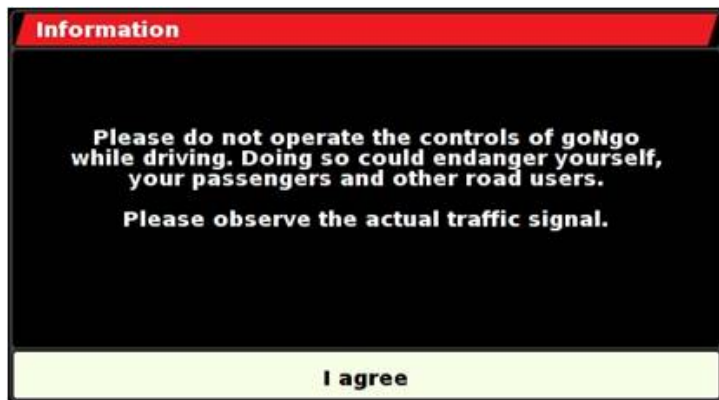 Information
Please do not operate the controls of goNgo
while driving. Doing so could endanger yourself,
your passengers and other road users.
Please observe the actual traffic signal.
I agree